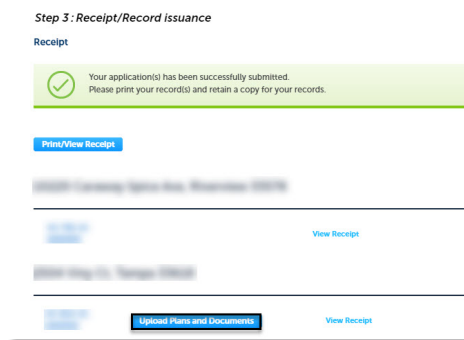 Step 3: Receipt/Record issuance
Receipt
Your application(s) has been successfully submitted.
Please print your record(s) and retain a copy for your records.
Print/View Receipt
View Receipt
Upload Plans and Documents
View Receipt